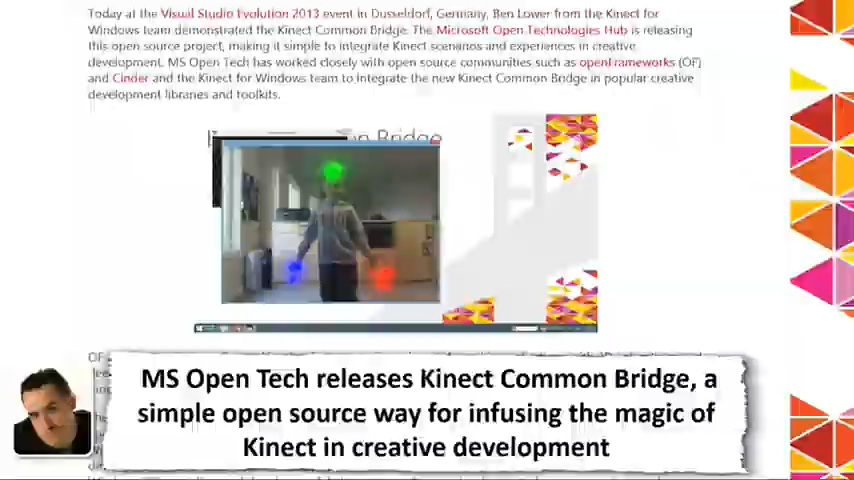 Today at the Visual Studio Evolution 2013 event in Dusseldorf, Germany, Ben Lower from the Kinect for
Windows team demonstrated the Kinect Common Bridge. The Microsoft Open Technologies Hub is releasing
this open source project, making it simple to integrate Kinect scenarios and experiences in creative
development. MS Open Tech has worked closely with open source communities such as openFrameworks (OF)
and Cinder and the Kinect for Windows team to integrate the new Kinect Common Bridge in popular creative
development libraries and toolkits.
Bridge
OF
MS Open Tech releases Kinect Common Bridge, a
simple open source way for infusing the magic of
Kinect in creative development